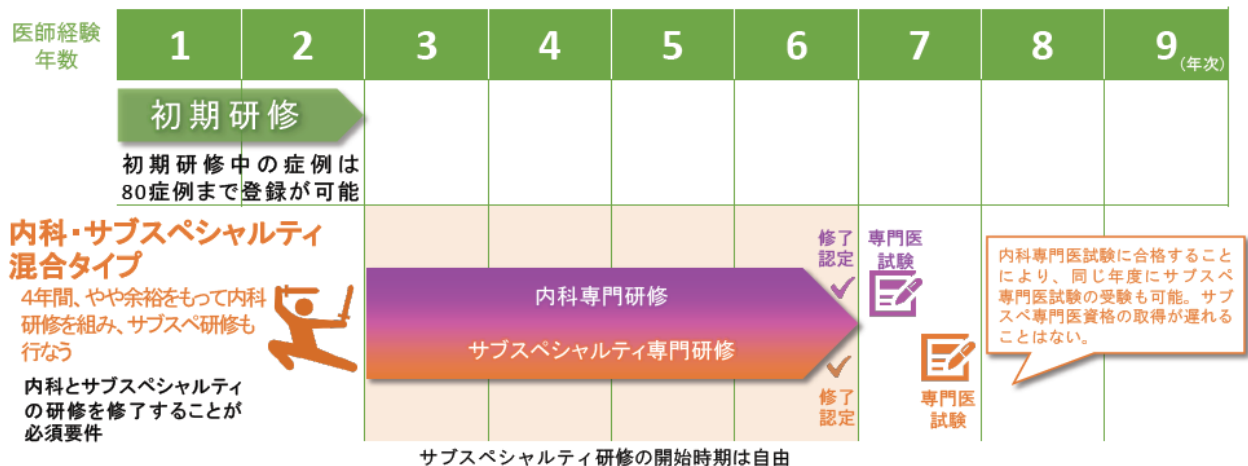 医師経験
年数
1 2 3 4 5 6 7 8 9(年次)
初期研修
初期研修中の症例は
80症例まで登録が可能
内科・サブスペシャルティ
混合タイプ
4年間、やや余裕をもって内科
研修を組み、サブスペ研修も
行なう
内科とサブスペシャルティ
の研修を修了することが
必須要件
内科専門研修
サブスペシャルティ専門研修
修了
認定
専門医
試験
修了
認定
専門医
試験
内科専門医試験に合格すること
により、同じ年度にサブスペ
専門医試験の受験も可能。サブ
スペ専門医資格の取得が遅れる
ことはない。
サブスペシャルティ研修の開始時期は自由